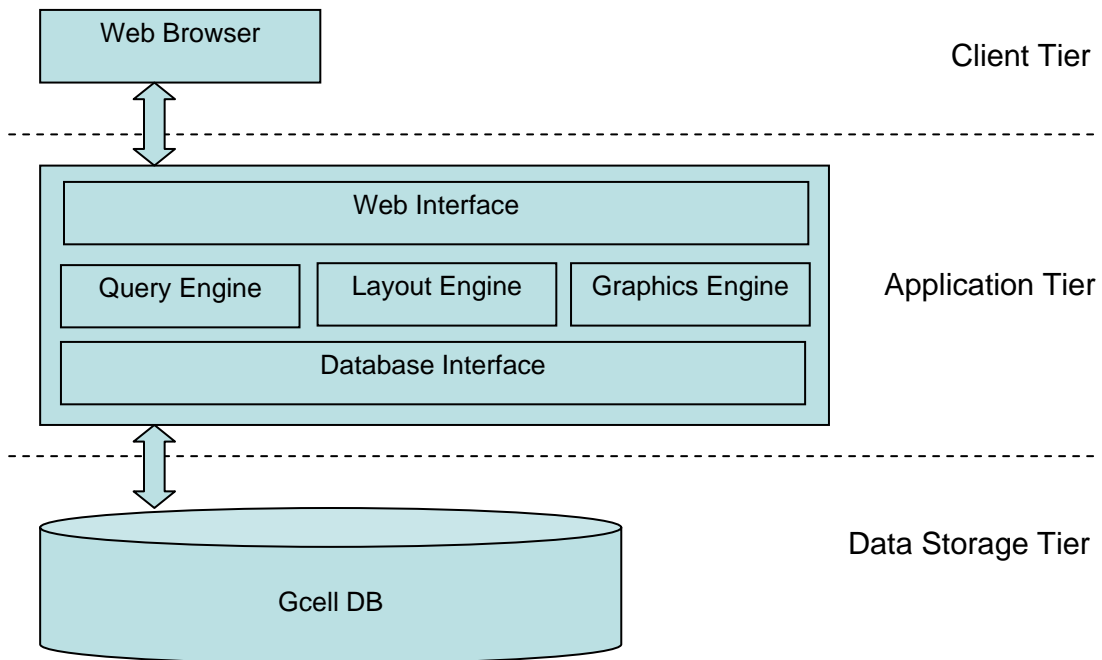 Web Browser
Client Tier
Web Interface
Query Engine
Layout Engine
Graphics Engine
Application Tier
Database Interface
Data Storage Tier
Gcell DB